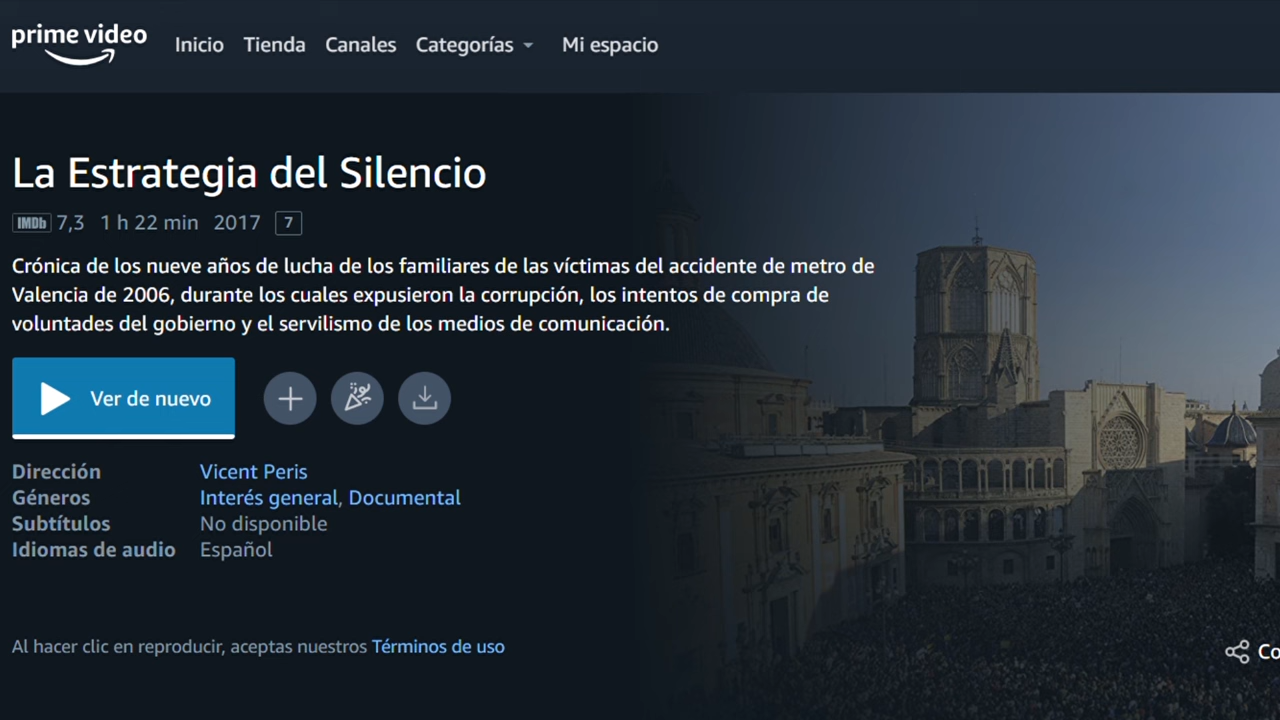 prime video Inicio Tienda Canales Categorías Mi espacio
La Estrategia del Silencio
IMDb 7,3 1 h 22 min 2017 7
Crónica de los nueve años de lucha de los familiares de las víctimas del accidente de metro de
Valencia de 2006, durante los cuales expusieron la corrupción, los intentos de compra de
voluntades del gobierno y el servilismo de los medios de comunicación.
Ver de nuevo
Dirección Vicent Peris
Géneros Interés general, Documental
Subtítulos No disponible
Idiomas de audio Español
Al hacer clic en reproducir, aceptas nuestros Términos de uso
Co